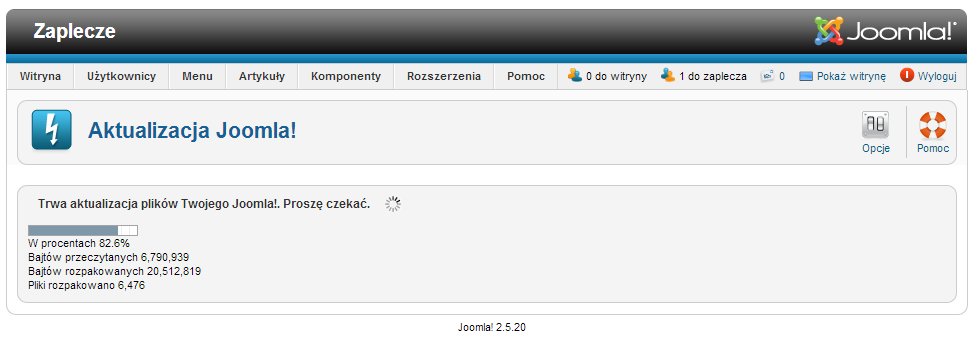 Zaplecze
Joomla!®
Witryna Użytkownicy Menu Artykuły Komponenty Rozszerzenia Pomoc 0 do witryny 1 do zaplecza 0 Pokaż witrynę Wyloguj
Aktualizacja Joomla!
Opcje Pomoc
Trwa aktualizacja plików Twojego Joomla!. Proszę czekać.
W procentach 82.6%
Bajtów przeczytanych 6,790,939
Bajtów rozpakowanych 20,512,819
Pliki rozpakowano 6,476
Joomla! 2.5.20